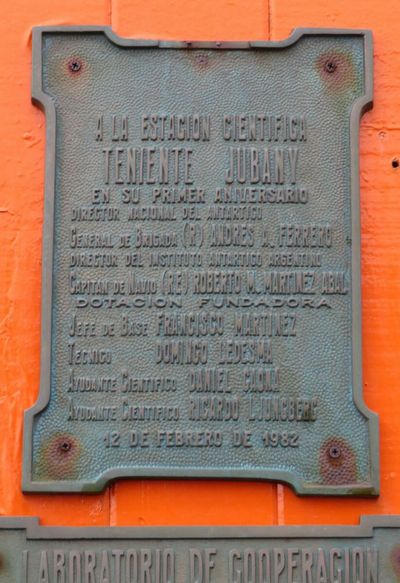 A LA ESTACION CIENTIFICA
TENIENTE JUBANY
EN SU PRIMER ANIVERSARIO
DIRECTOR NACIONAL DEL ANTARTICO
GENERAL DE BRIGADA (R) ANDRES A. FERRERO
DIRECTOR DEL INSTITUTO ANTARTICO ARGENTINO
CAPITAN DE NAVIO (RE) ROBERTO M. MARTINEZ ABAL
DOTACION FUNDADORA
JEFE DE BASE FRANCISCO MARTINEZ
TECNICO DOMINGO LEDESMA
AYUDANTE CIENTIFICO DANIEL
AYUDANTE CIENTIFICO RICARDO LJUNGBERG
12 DE FEBRERO DE 1982
LABORATORIO DE COOPERACION